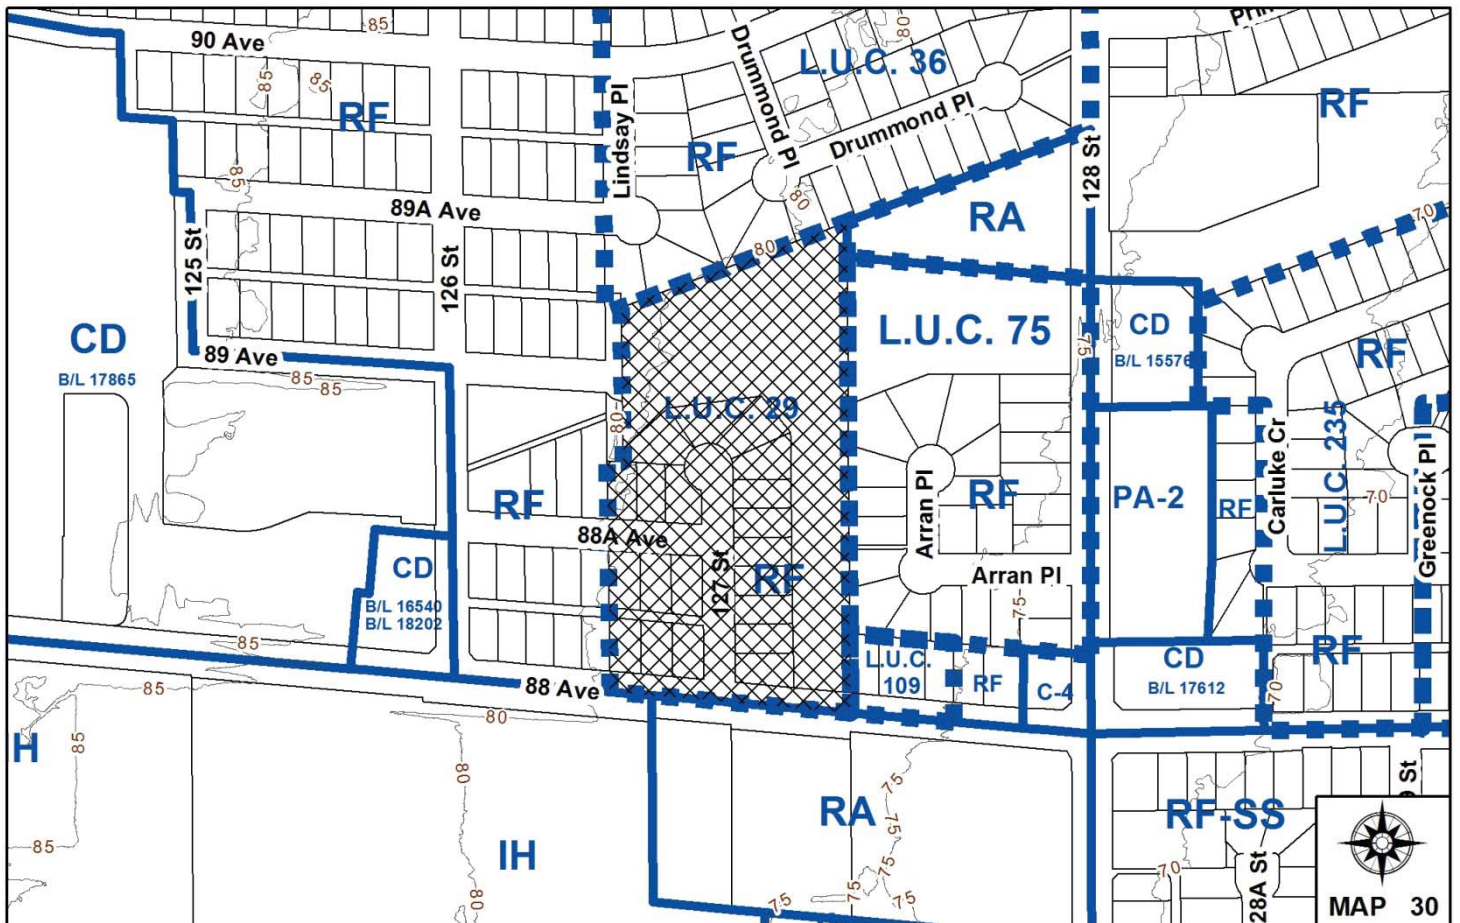 85
90 Ave
85
85
RF
Lindsay Pl
Drummond Pl
80
L.U.C. 36
Drummond Pl
RF
128 St
RF
85
89A Ave
80
RA
70
125 St
126 St
80
CD
B/L 17865
89 Ave
85
85
L.U.C. 75
75
CD
B/L 15576
RF
80
L.U.C. 29
RF
88A Ave
127 St
RF
Arran Pl
RF
Arran Pl
75
PA-2
RF
Carluke Cr
L.U.C. 235
70
Greenock Pl
CD
B/L 16540
B/L 18202
85
85
88 Ave
L.U.C.
109
RF
C-4
CD
B/L 17612
70
RF
H
85
80
80
75
75
RA
RF-SS
85
IH
80
75
75
75
75
70
28A St
St
MAP 30